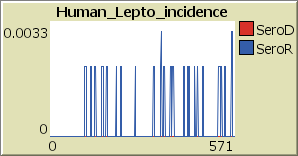 Human_Lepto_incidence
0.0033
SeroD
SeroR
0
0
571